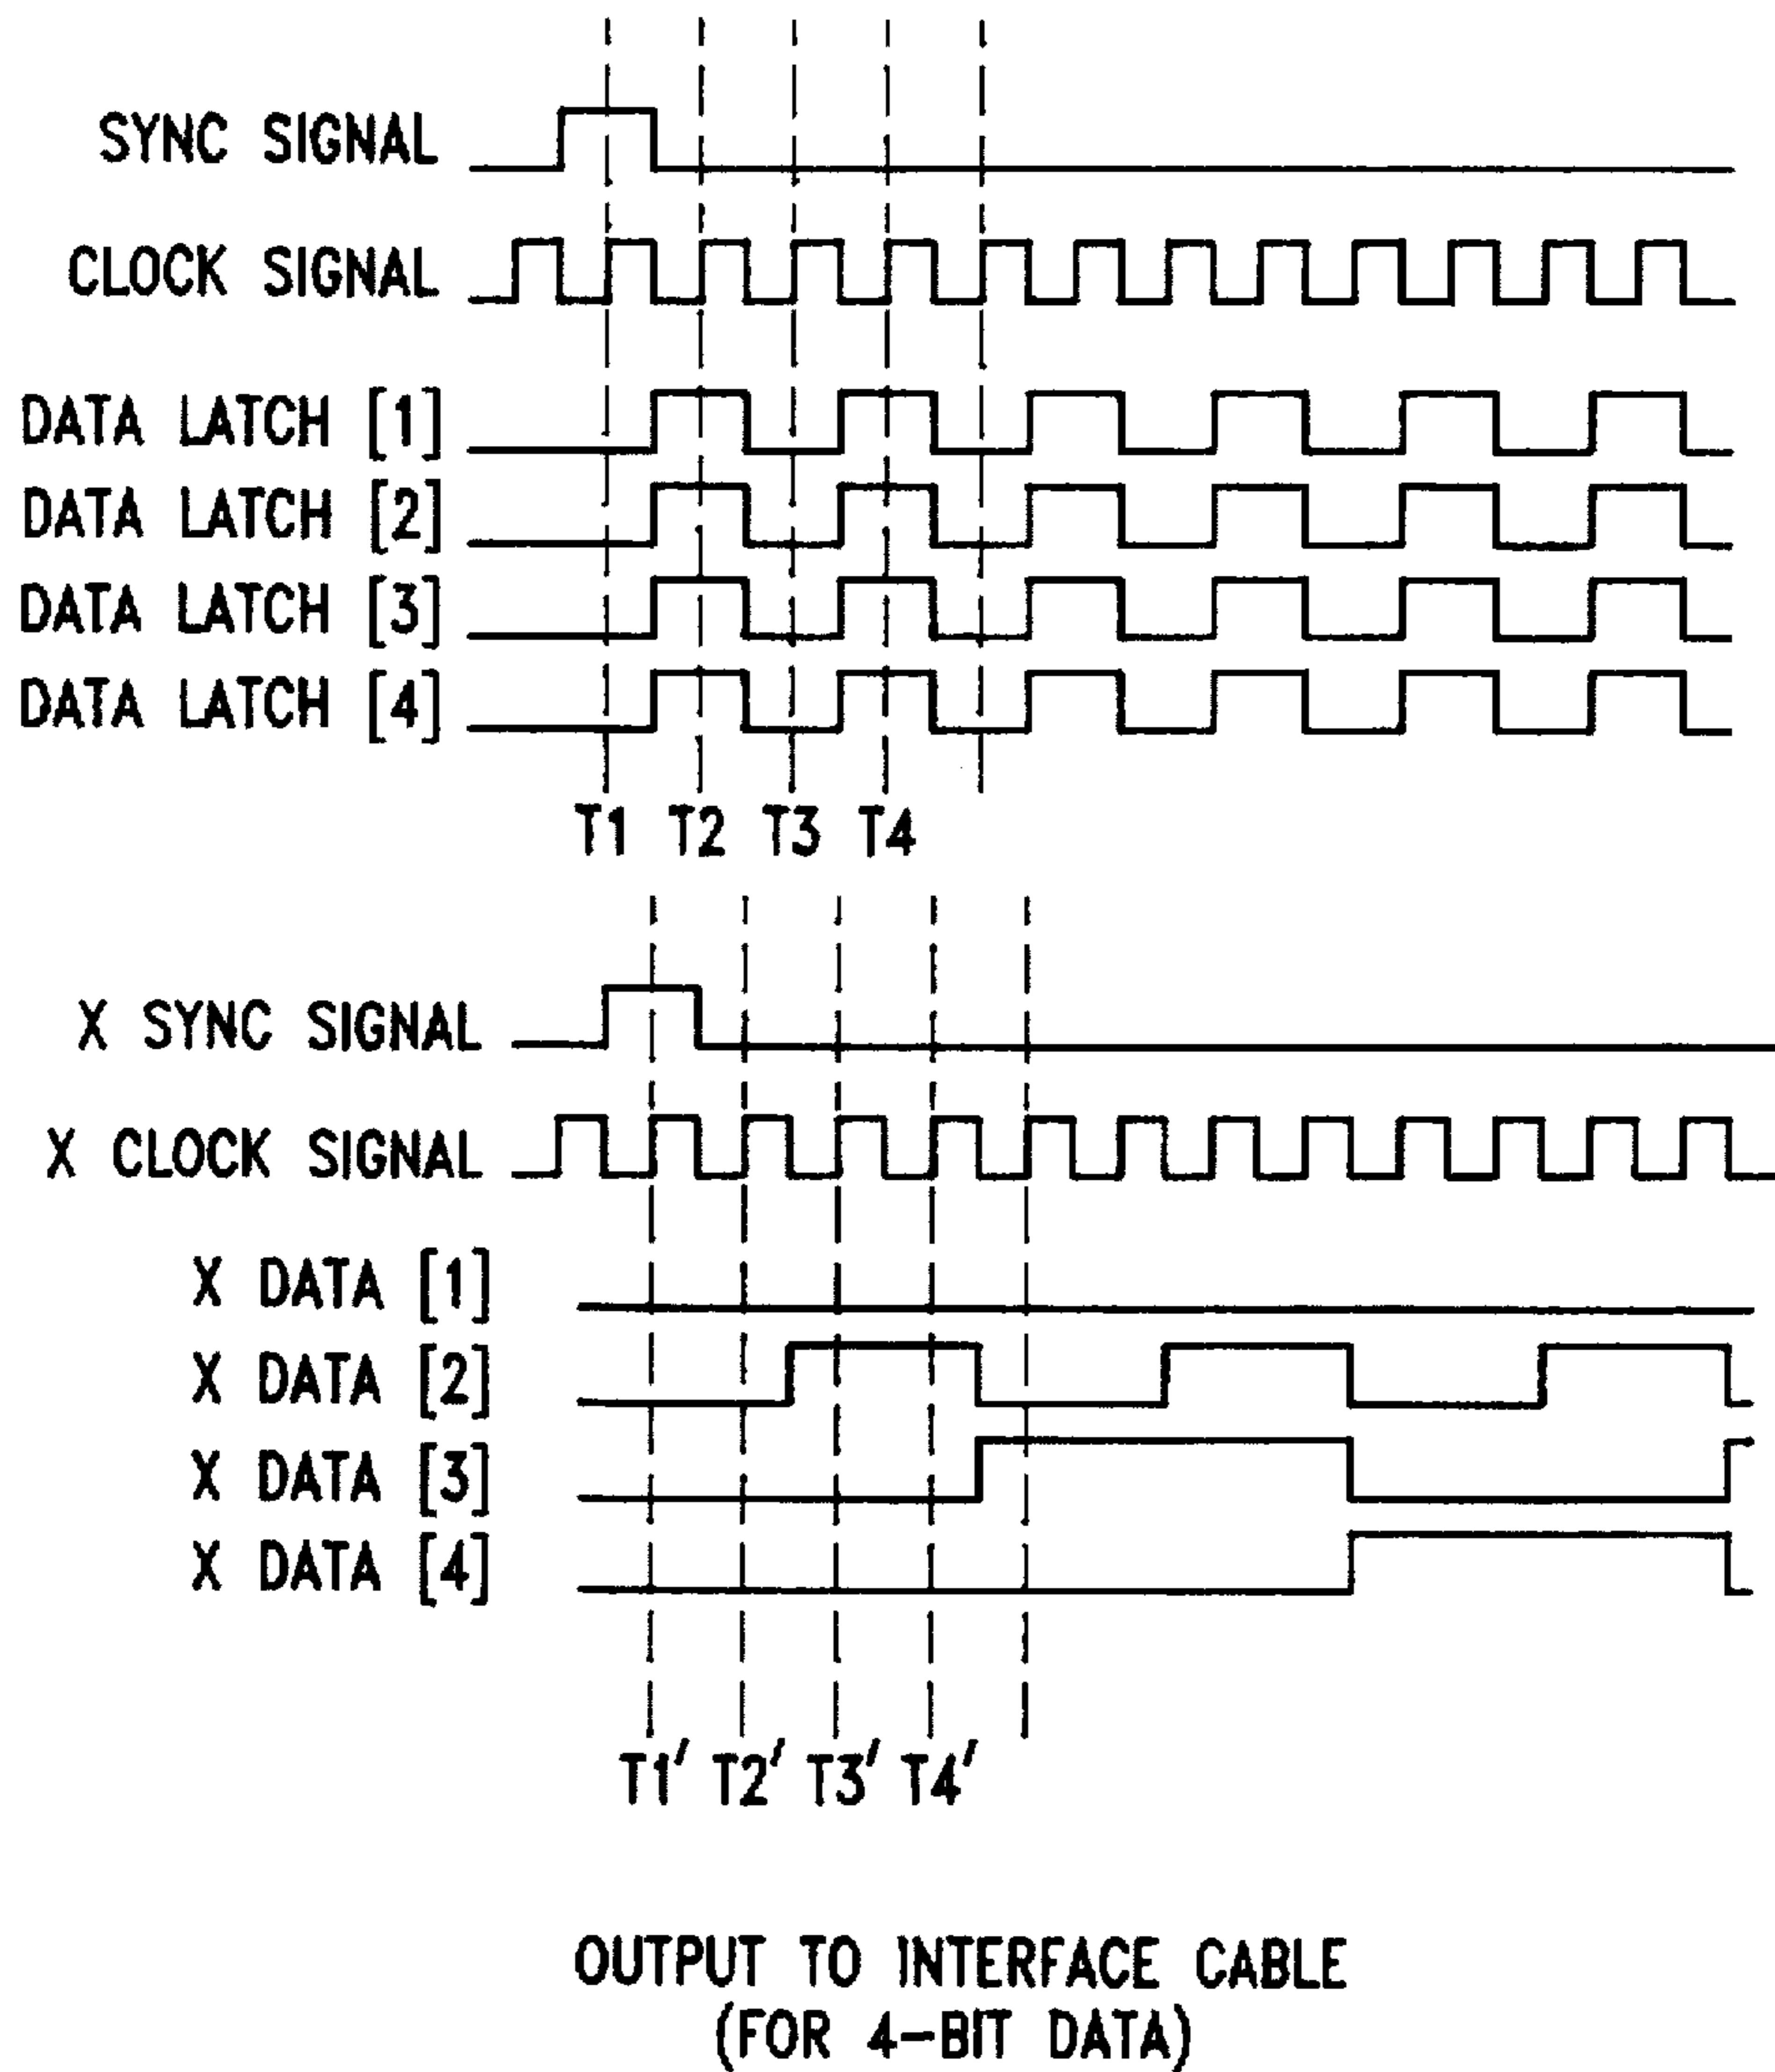 SYNC SIGNAL
CLOCK SIGNAL
DATA LATCH [1]
DATA LATCH [2]
DATA LATCH [3]
DATA LATCH [4]
T1 T2 T3 T4
X SYNC SIGNAL
X CLOCK SIGNAL
X DATA [1]
X DATA [2]
X DATA [3]
X DATA [4]
T1' T2' T3' T4'
OUTPUT TO INTERFACE CABLE
(FOR 4-BIT DATA)